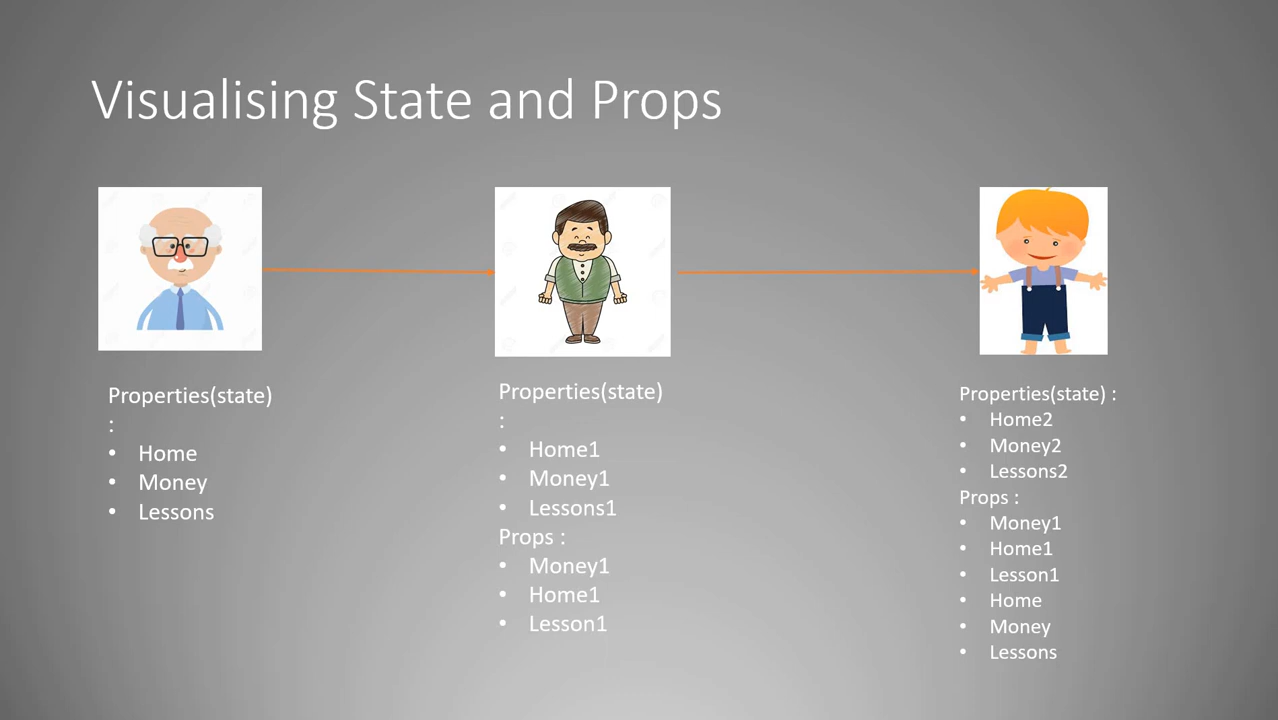 Visualising State and Props
Properties(state)
:
• Home
• Money
• Lessons
Properties(state)
:
• Home1
• Money1
• Lessons1
Props :
• Money1
• Home1
• Lesson1
Properties(state) :
• Home2
• Money2
• Lessons2
Props :
• Money1
• Home1
• Lesson1
• Home
• Money
• Lessons